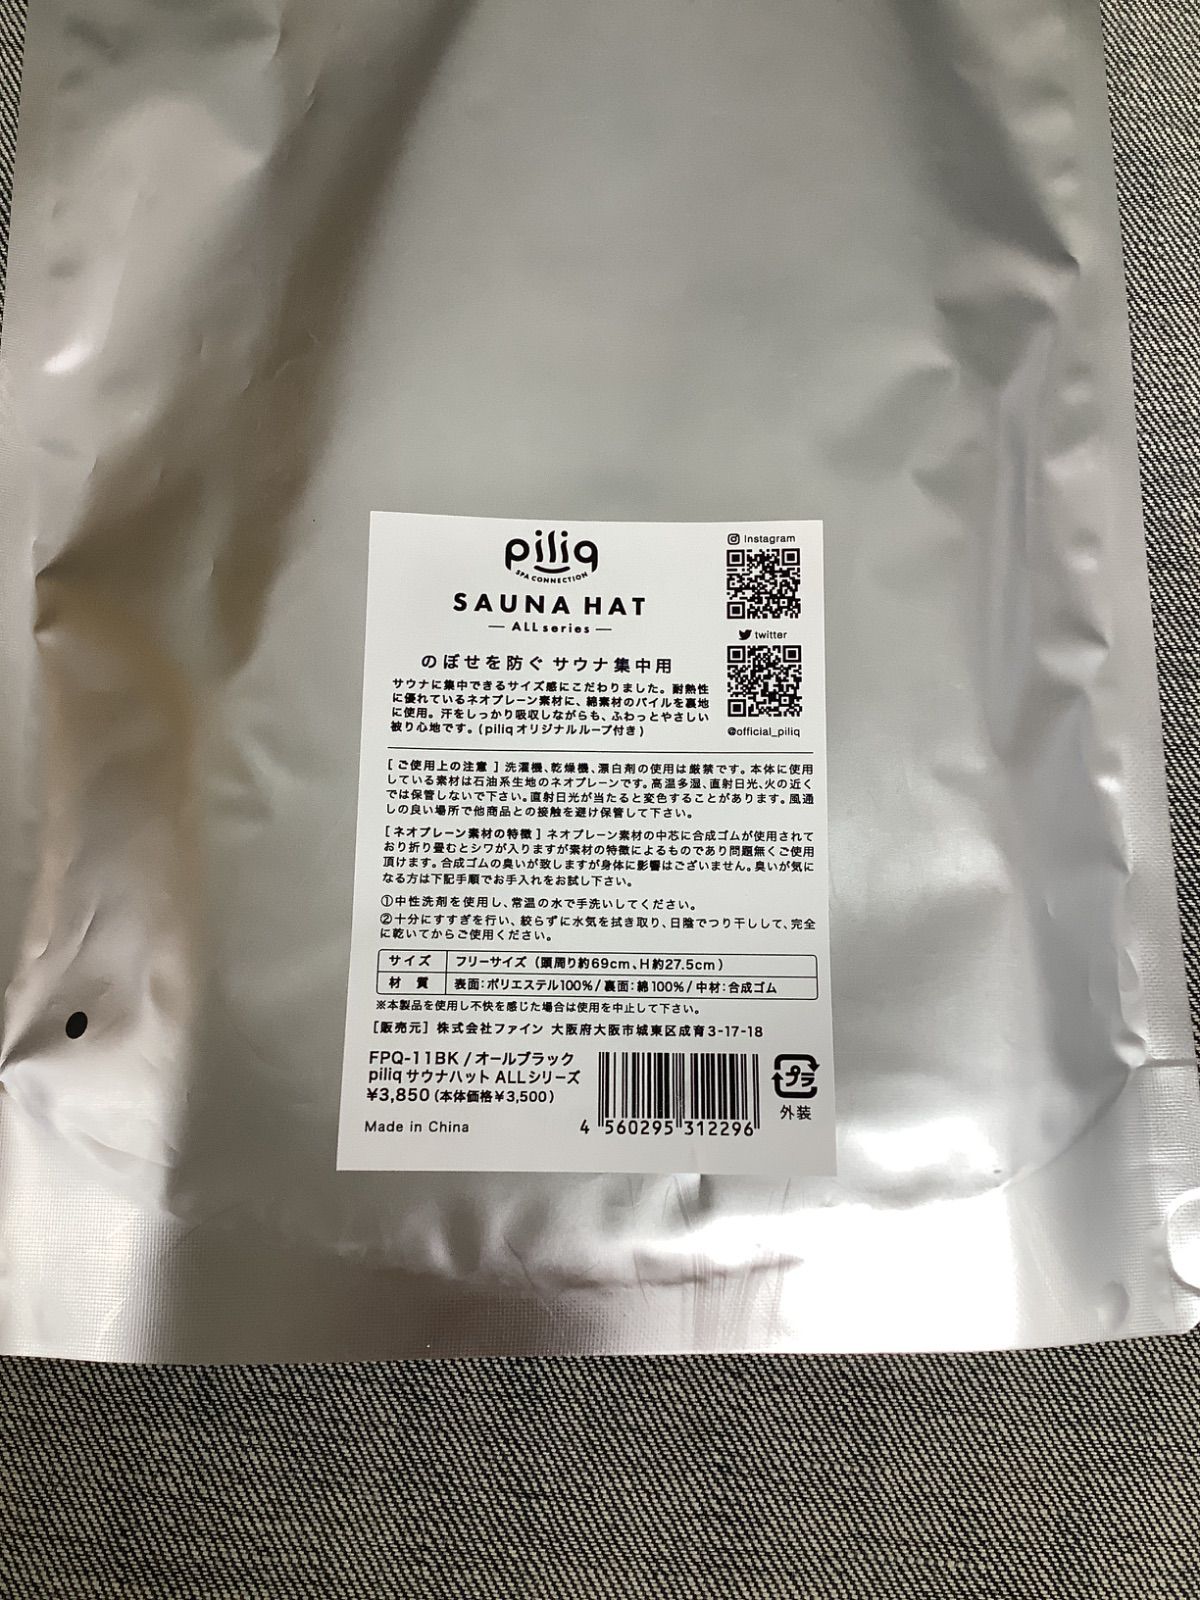 piliq
SPA CONNECTION
SAUNA HAT
ALL series
Instagram
twitter
@official_piliq
のぼせを防ぐ サウナ集中用
サウナに集中できるサイズ感にこだわりました。耐熱性
に優れているネオプレーン素材に、綿素材のパイルを裏地
に使用。汗をしっかり吸収しながらも、ふわっとやさしい
被り心地です。(piliqオリジナルループ付き)
[ご使用上の注意] 洗濯機、乾燥機、漂白剤の使用は厳禁です。本体に使用
している素材は石油系生地のネオプレーンです。高温多湿、直射日光、火の近く
では保管しないで下さい。直射日光が当たると変色することがあります。風通
しの良い場所で他商品との接触を避け保管して下さい。
[ネオプレーン素材の特徴] ネオプレーン素材の中芯に合成ゴムが使用されて
おり折り畳むとシワが入りますが素材の特徴によるものであり問題無くご使用
頂けます。合成ゴムの臭いが致しますが身体に影響はございません。臭いが気に
なる方は下記手順でお手入れをお試し下さい。
①中性洗剤を使用し、常温の水で手洗いしてください。
②十分にすすぎを行い、絞らずに水気を拭き取り、日陰でつり干しして、完全
に乾いてからご使用ください。
サイズ フリーサイズ (頭周り約69cm、H約27.5cm)
材質 表面:ポリエステル100% / 裏面:綿100% / 中材:合成ゴム
※本製品を使用し不快を感じた場合は使用を中止して下さい。
[販売元] 株式会社ファイン 大阪府大阪市城東区成育3-17-18
FPQ-11BK / オールブラック
piliq サウナハット ALLシリーズ
¥3,850 (本体価格¥3,500)
Made in China
4 560295 312296
プラ
外装